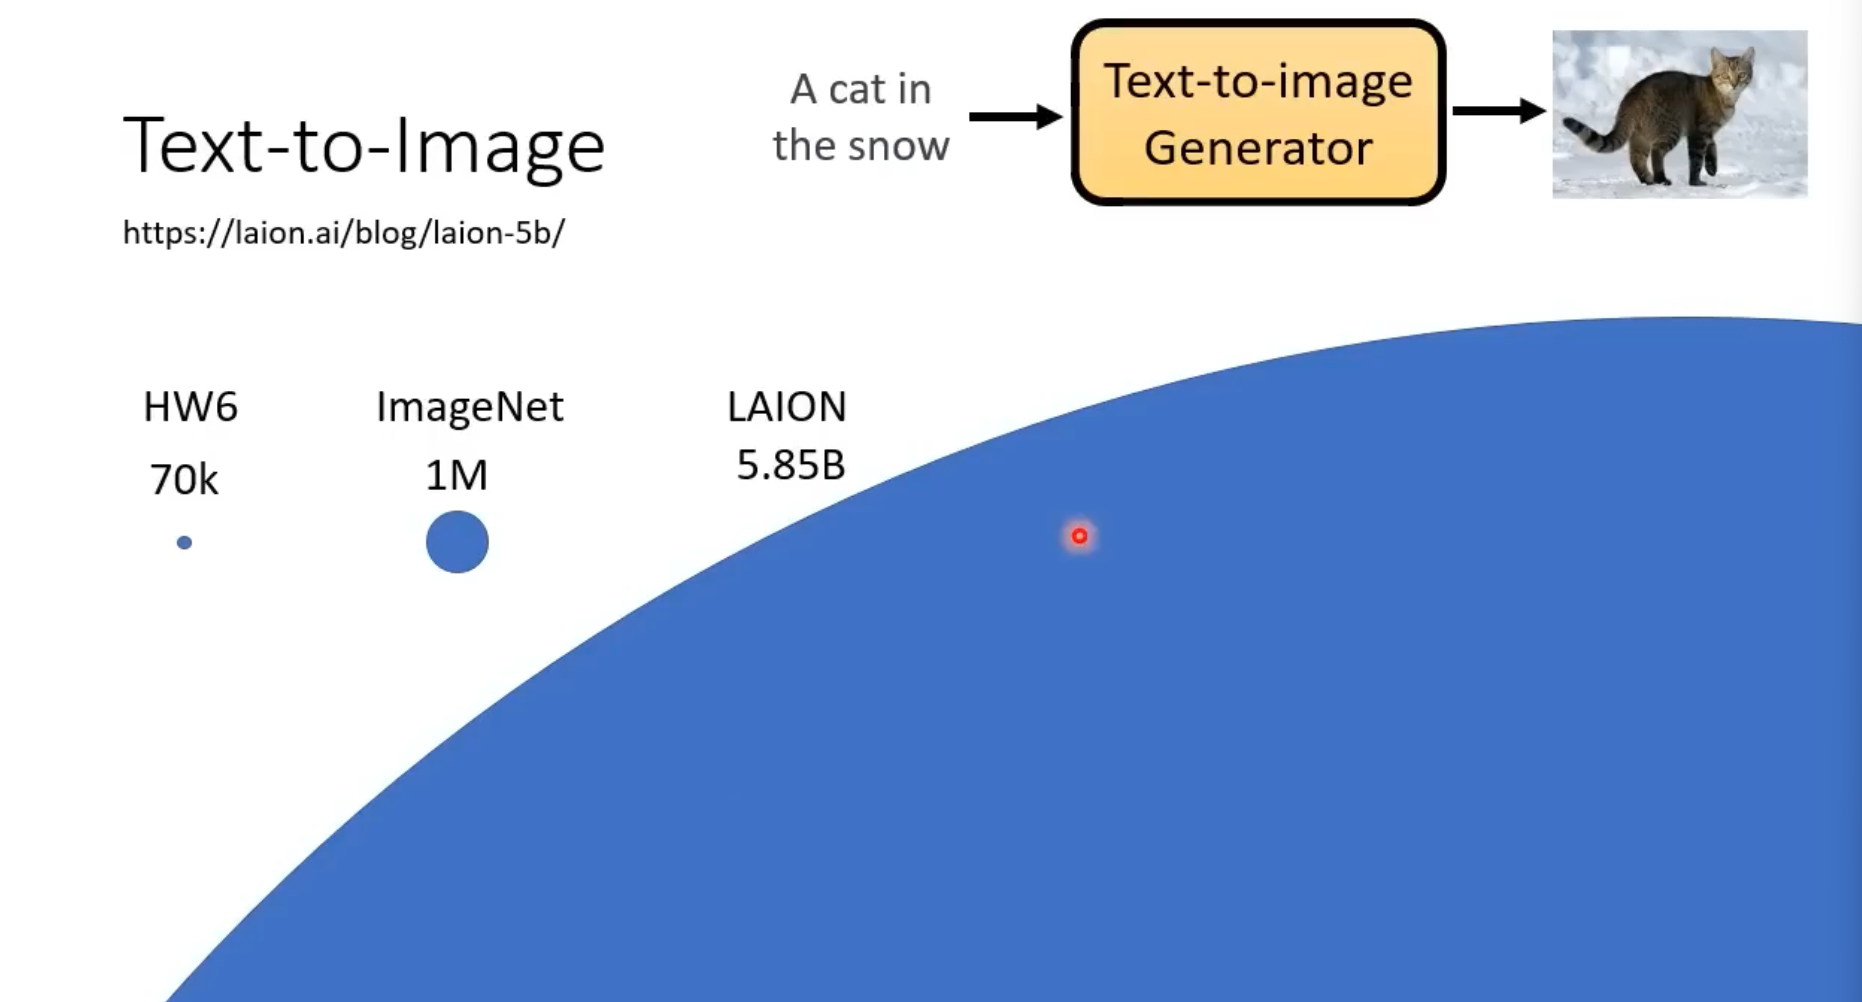 Text-to-Image
https://laion.ai/blog/laion-5b/
A cat in
the snow
Text-to-image
Generator
HW6
70k
ImageNet
1M
LAION
5.85B